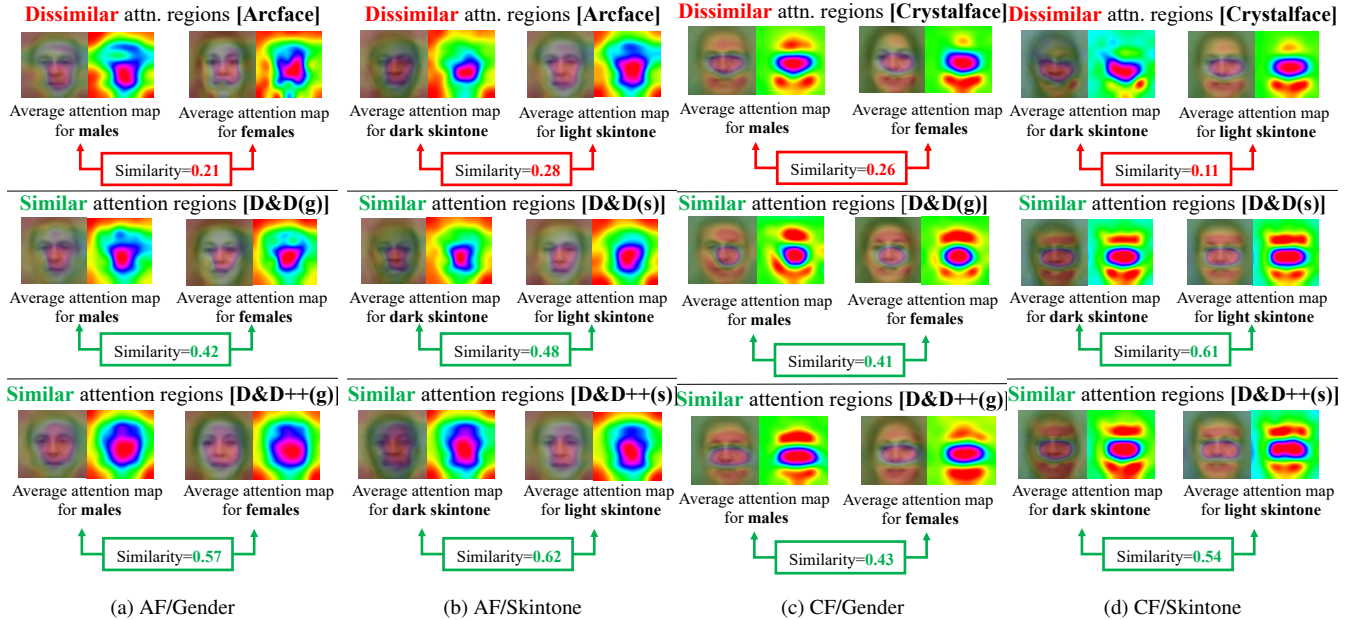 Dissimilar attn. regions [Arcface]
Average attention map
for males
Average attention map
for females
Similarity=0.21
Similar attention regions [D&D(g)]
Average attention map
for males
Average attention map
for females
Similarity=0.42
Similar attention regions [D&D++(g)]
Average attention map
for males
Average attention map
for females
Similarity=0.57
(a) AF/Gender
Dissimilar attn. regions [Arcface]
Average attention map
for dark skintone
Average attention map
for light skintone
Similarity=0.28
Similar attention regions [D&D(s)]
Average attention map
for dark skintone
Average attention map
for light skintone
Similarity=0.48
Similar attention regions [D&D++(s)]
Average attention map
for dark skintone
Average attention map
for light skintone
Similarity=0.62
(b) AF/Skintone
Dissimilar attn. regions [Crystalface]
Average attention map
for males
Average attention map
for females
Similarity=0.26
Similar attention regions [D&D(g)]
Average attention map
for males
Average attention map
for females
Similarity=0.41
Similar attention regions [D&D++(g)]
Average attention map
for males
Average attention map
for females
Similarity=0.43
(c) CF/Gender
Dissimilar attn. regions [Crystalface]
Average attention map
for dark skintone
Average attention map
for light skintone
Similarity=0.11
Similar attention regions [D&D(s)]
Average attention map
for dark skintone
Average attention map
for light skintone
Similarity=0.61
Similar attention regions [D&D++(s)]
Average attention map
for dark skintone
Average attention map
for light skintone
Similarity=0.54
(d) CF/Skintone